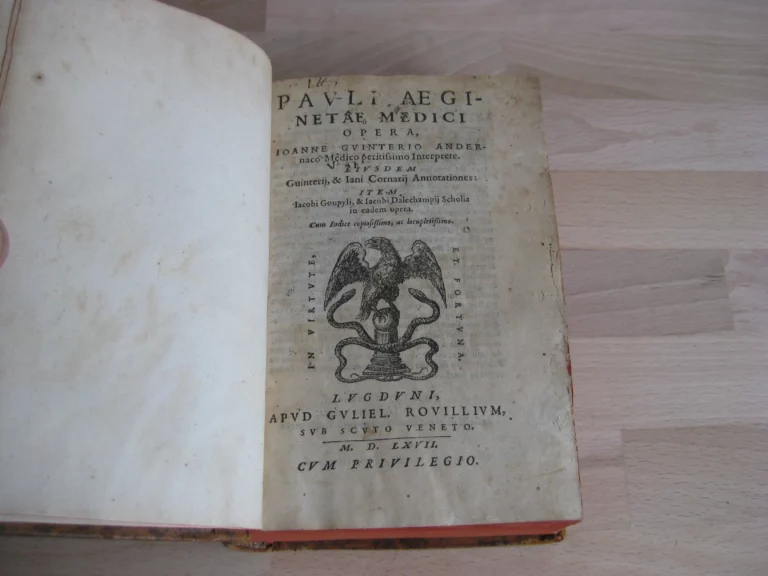 PAVLI AEGI-
NETAE MEDICI
OPERA,
IOANNE GVINTERIO ANDER-
naco Medico peritissimo Interprete.
EIVSDEM
Guinterij, & Iani Cornarij Annotationes:
ITEM
Iacobi Goupyli, & Iacobi Dalechampij Scholia
in eadem opera.
Cum Indice copiosissimo, ac locupletissimo.
IN VIRTVTE,
ET FORTVNA.
LVGDVNI,
APVD GVLIEL. ROVILLIVM,
SVB SCVTO VENETO.
M. D. LXVII.
CVM PRIVILEGIO.